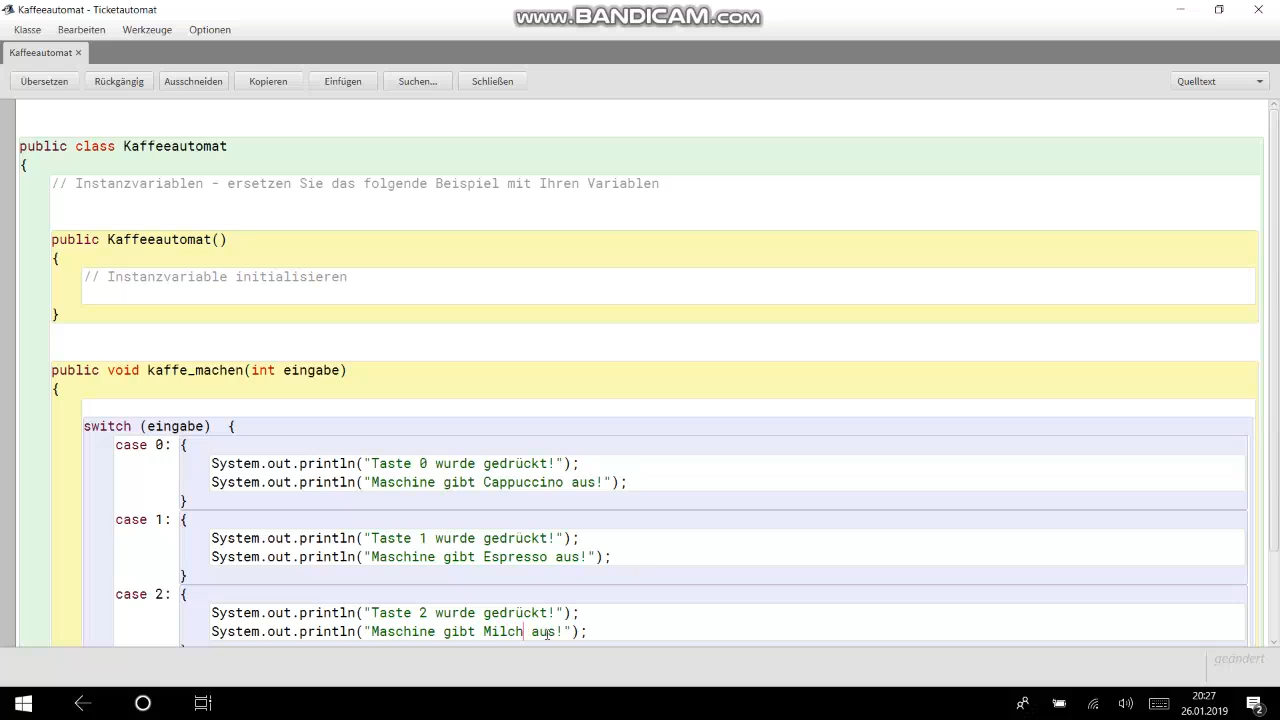 Kaffeeautomat - Ticketautomat
www.BANDICAM.com
Klasse Bearbeiten Werkzeuge Optionen
Kaffeeautomat ×
Übersetzen Rückgängig Ausschneiden Kopieren Einfügen Suchen... Schließen Quelltext
public class Kaffeeautomat
{
// Instanzvariablen - ersetzen Sie das folgende Beispiel mit Ihren Variablen
public Kaffeeautomat()
{
// Instanzvariable initialisieren
}
public void kaffe_machen(int eingabe)
{
switch (eingabe) {
case 0: {
System.out.println("Taste 0 wurde gedrückt!");
System.out.println("Maschine gibt Cappuccino aus!");
}
case 1: {
System.out.println("Taste 1 wurde gedrückt!");
System.out.println("Maschine gibt Espresso aus!");
}
case 2: {
System.out.println("Taste 2 wurde gedrückt!");
System.out.println("Maschine gibt Milch aus!");
geändert
20:27
26.01.2019
2